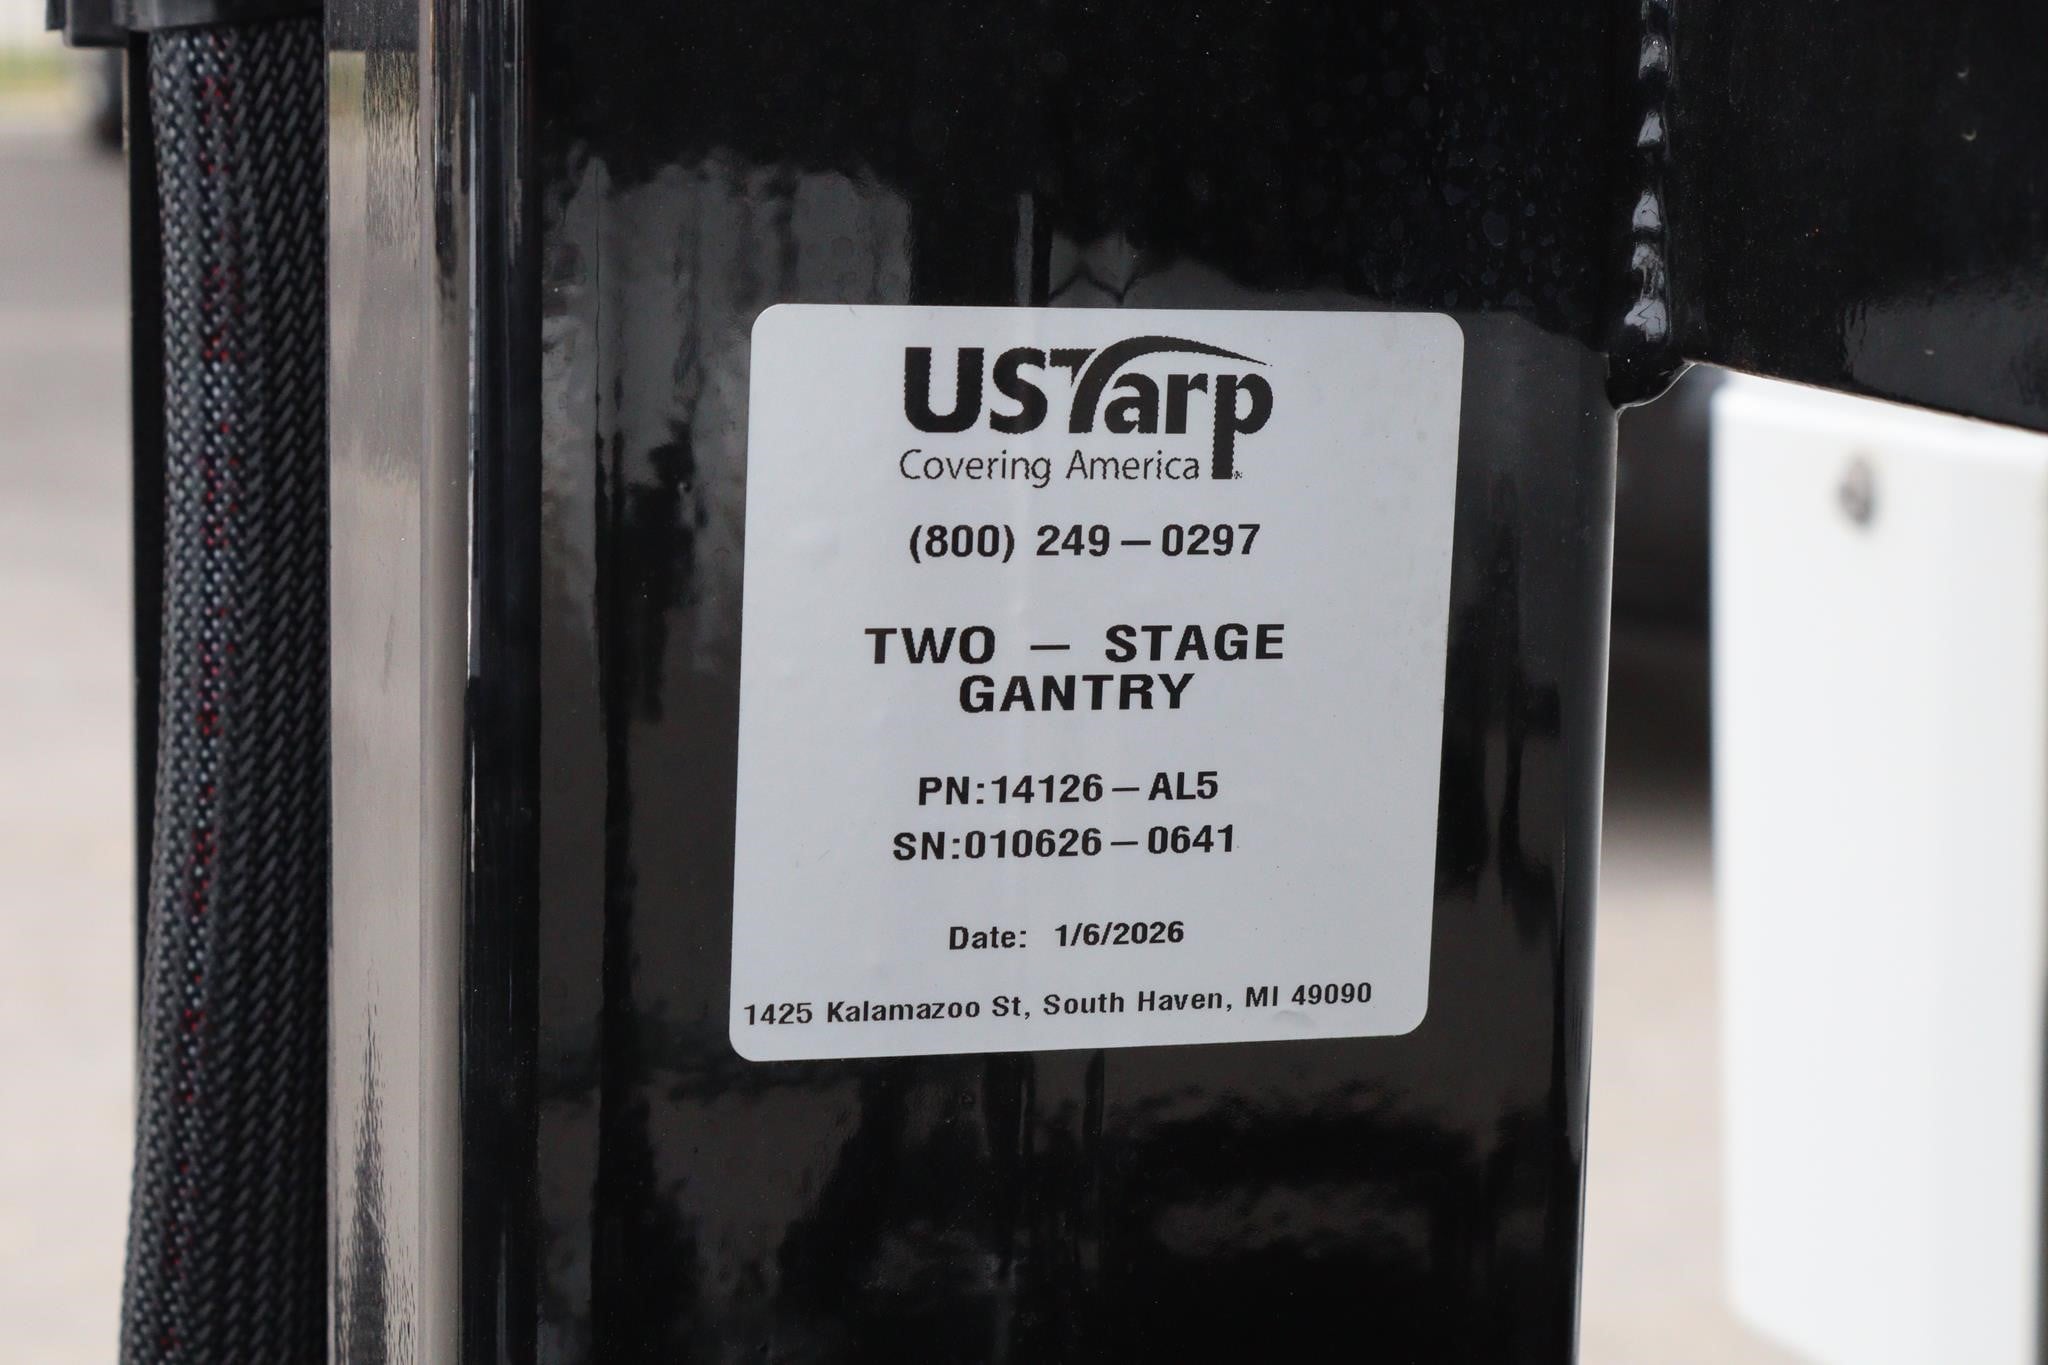 USTarp
Covering America
(800) 249-0297
TWO - STAGE
GANTRY
PN:14126-AL5
SN:010626-0641
Date: 1/6/2026
1425 Kalamazoo St, South Haven, MI 49090